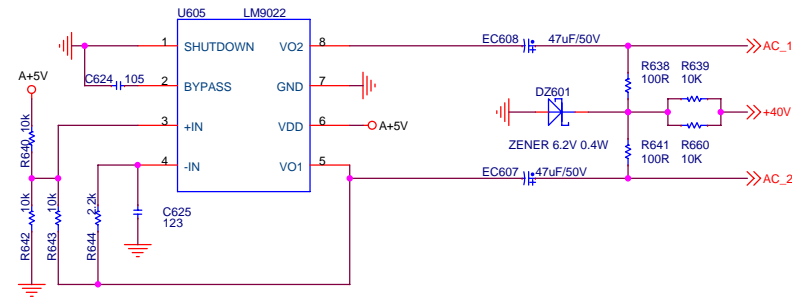 U605 LM9022
1 SHUTDOWN VO2 8
2 BYPASS GND 7
3 +IN VDD 6
4 -IN VO1 5
C624 105
A+5V
A+5V
R640 10k
R642 10k
R643 10k
R644 2.2k
C625
123
EC608 47uF/50V
AC_1
R638
100R
R639
10K
DZ601
+40V
ZENER 6.2V 0.4W
R641
100R
R660
10K
EC607 47uF/50V
AC_2